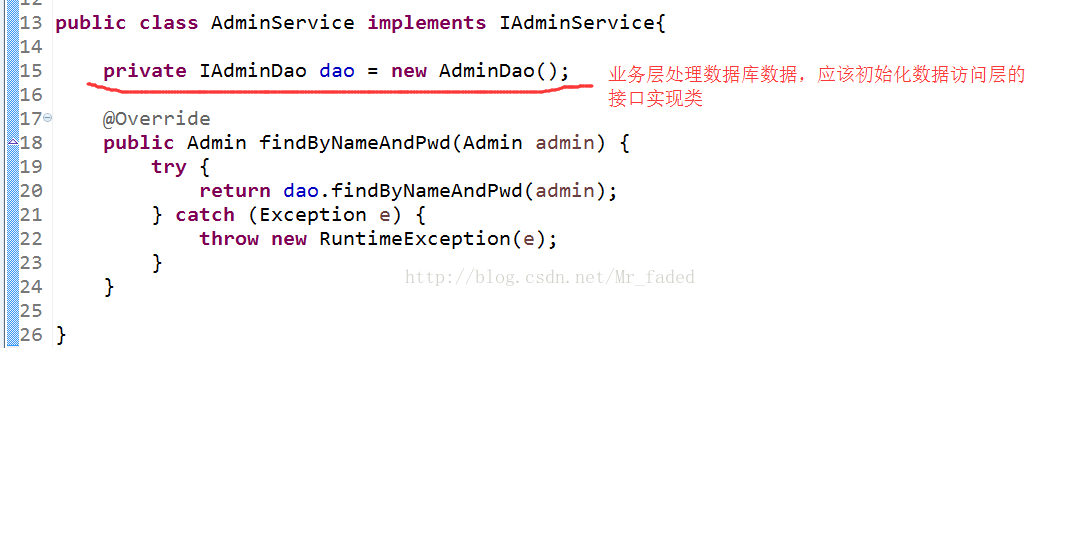 12
13 public class AdminService implements IAdminService{
14
15 private IAdminDao dao = new AdminDao();
业务层处理数据库数据，应该初始化数据访问层的
接口实现类
16
17 @Override
18 public Admin findByNameAndPwd(Admin admin) {
19 try {
20 return dao.findByNameAndPwd(admin);
21 } catch (Exception e) {
22 throw new RuntimeException(e);
23 }
http://blog.csdn.net/Mr_faded
24 }
25
26 }